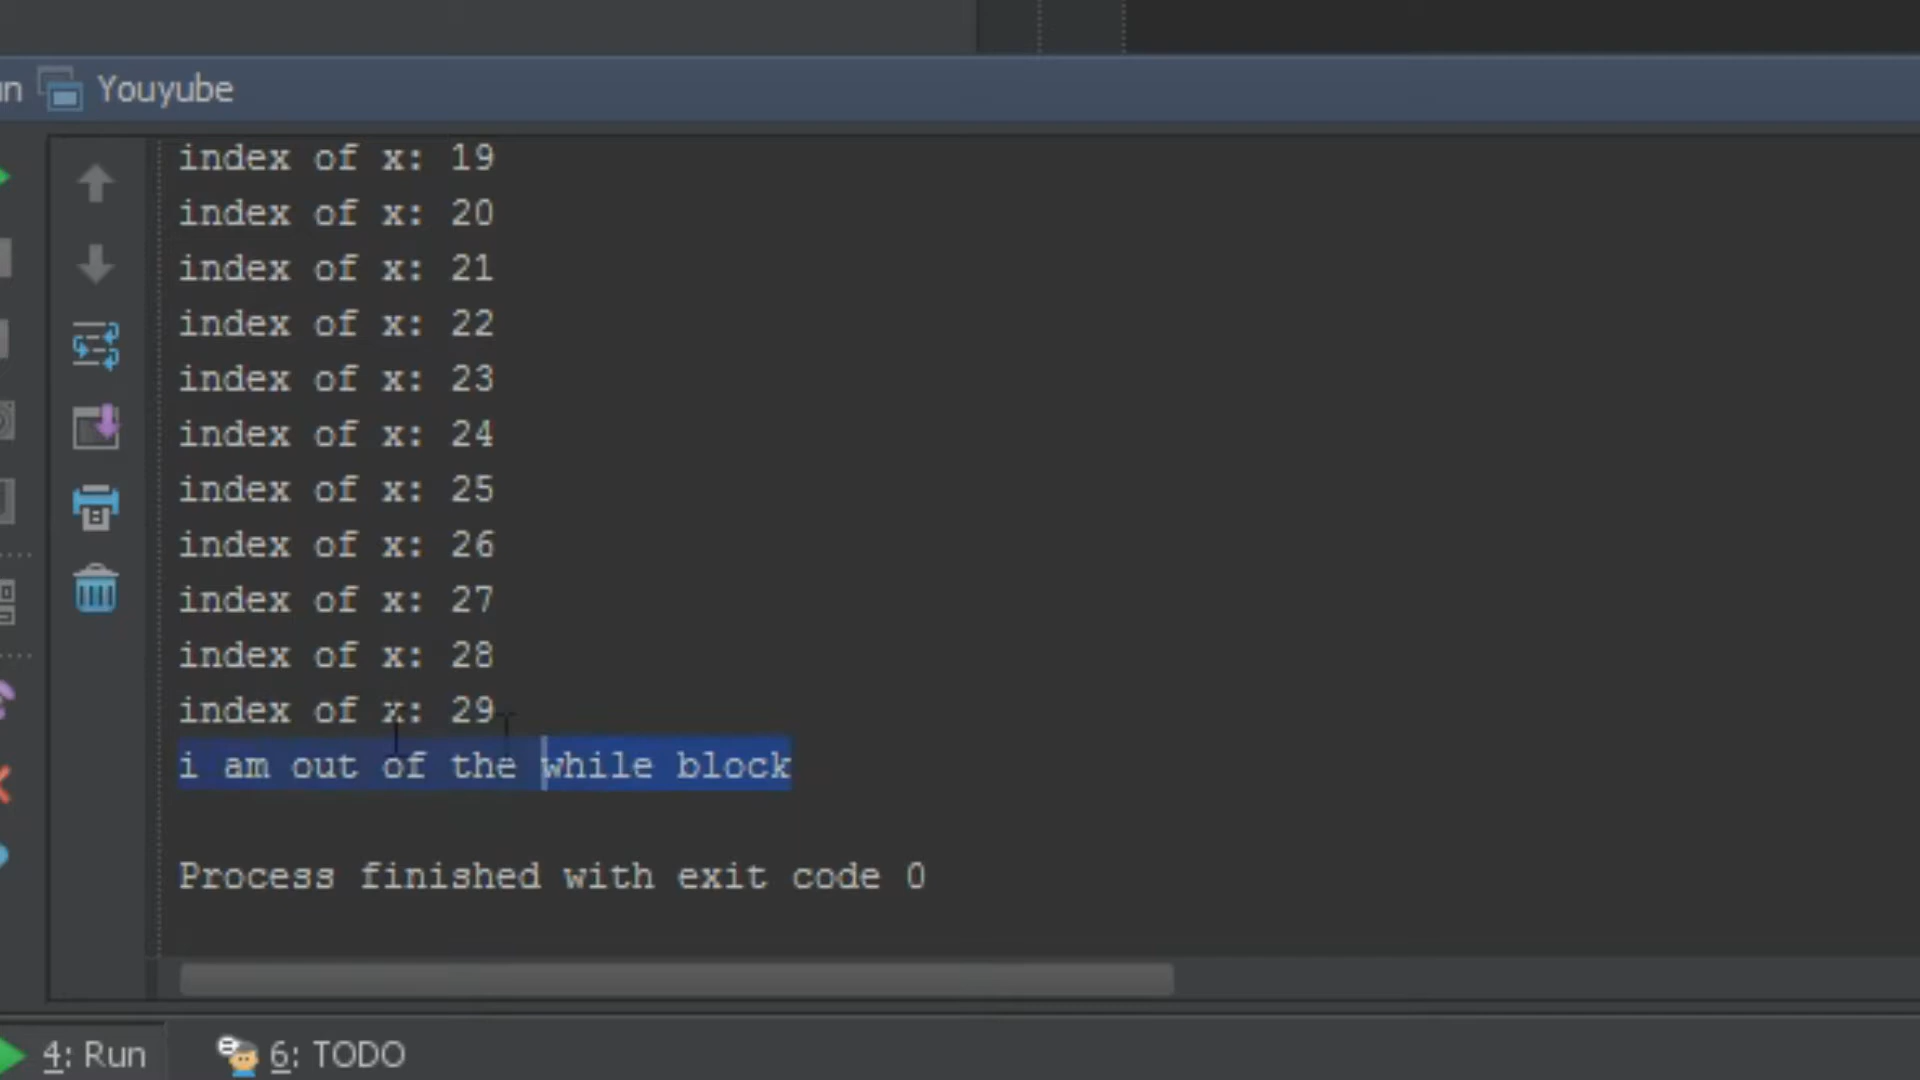 un Youyube
index of x: 19
index of x: 20
index of x: 21
index of x: 22
index of x: 23
index of x: 24
index of x: 25
index of x: 26
index of x: 27
index of x: 28
index of x: 29
i am out of the while block
Process finished with exit code 0
4: Run 6: TODO